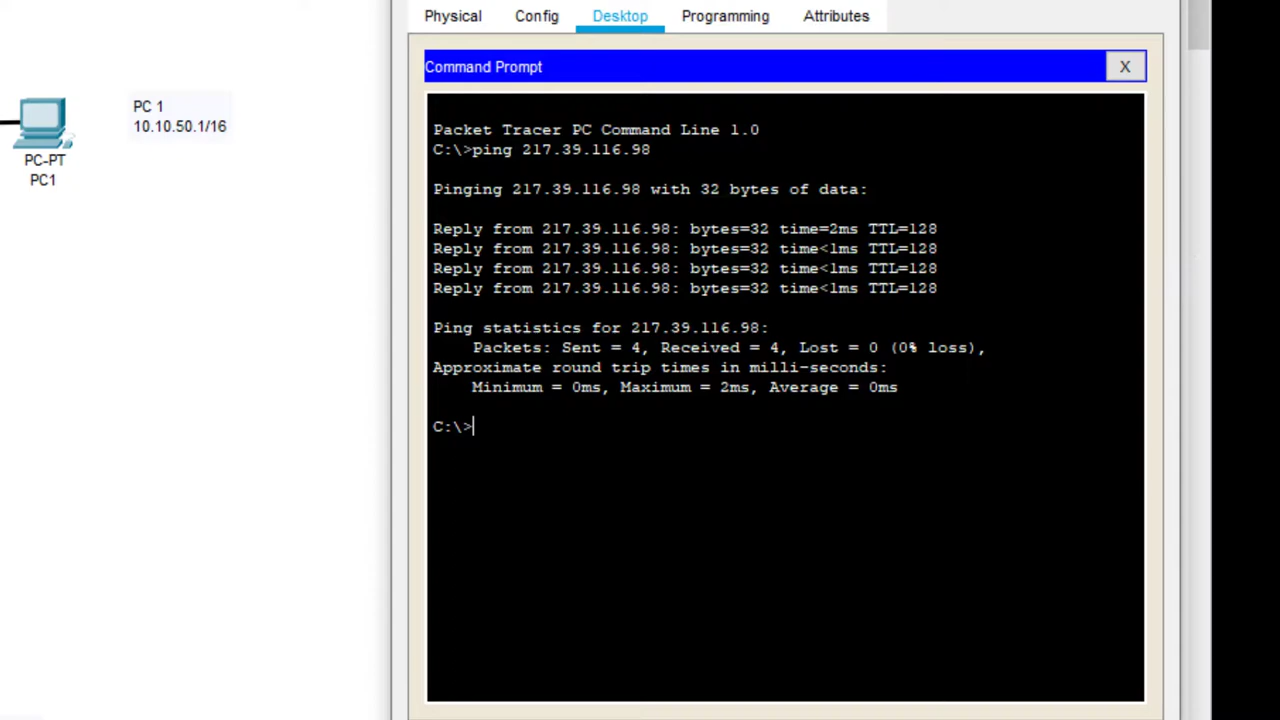 Physical Config Desktop Programming Attributes
Command Prompt
X
PC 1
10.10.50.1/16
PC-PT
PC1
Packet Tracer PC Command Line 1.0
C:\>ping 217.39.116.98
Pinging 217.39.116.98 with 32 bytes of data:
Reply from 217.39.116.98: bytes=32 time=2ms TTL=128
Reply from 217.39.116.98: bytes=32 time<1ms TTL=128
Reply from 217.39.116.98: bytes=32 time<1ms TTL=128
Reply from 217.39.116.98: bytes=32 time<1ms TTL=128
Ping statistics for 217.39.116.98:
Packets: Sent = 4, Received = 4, Lost = 0 (0% loss),
Approximate round trip times in milli-seconds:
Minimum = 0ms, Maximum = 2ms, Average = 0ms
C:\>